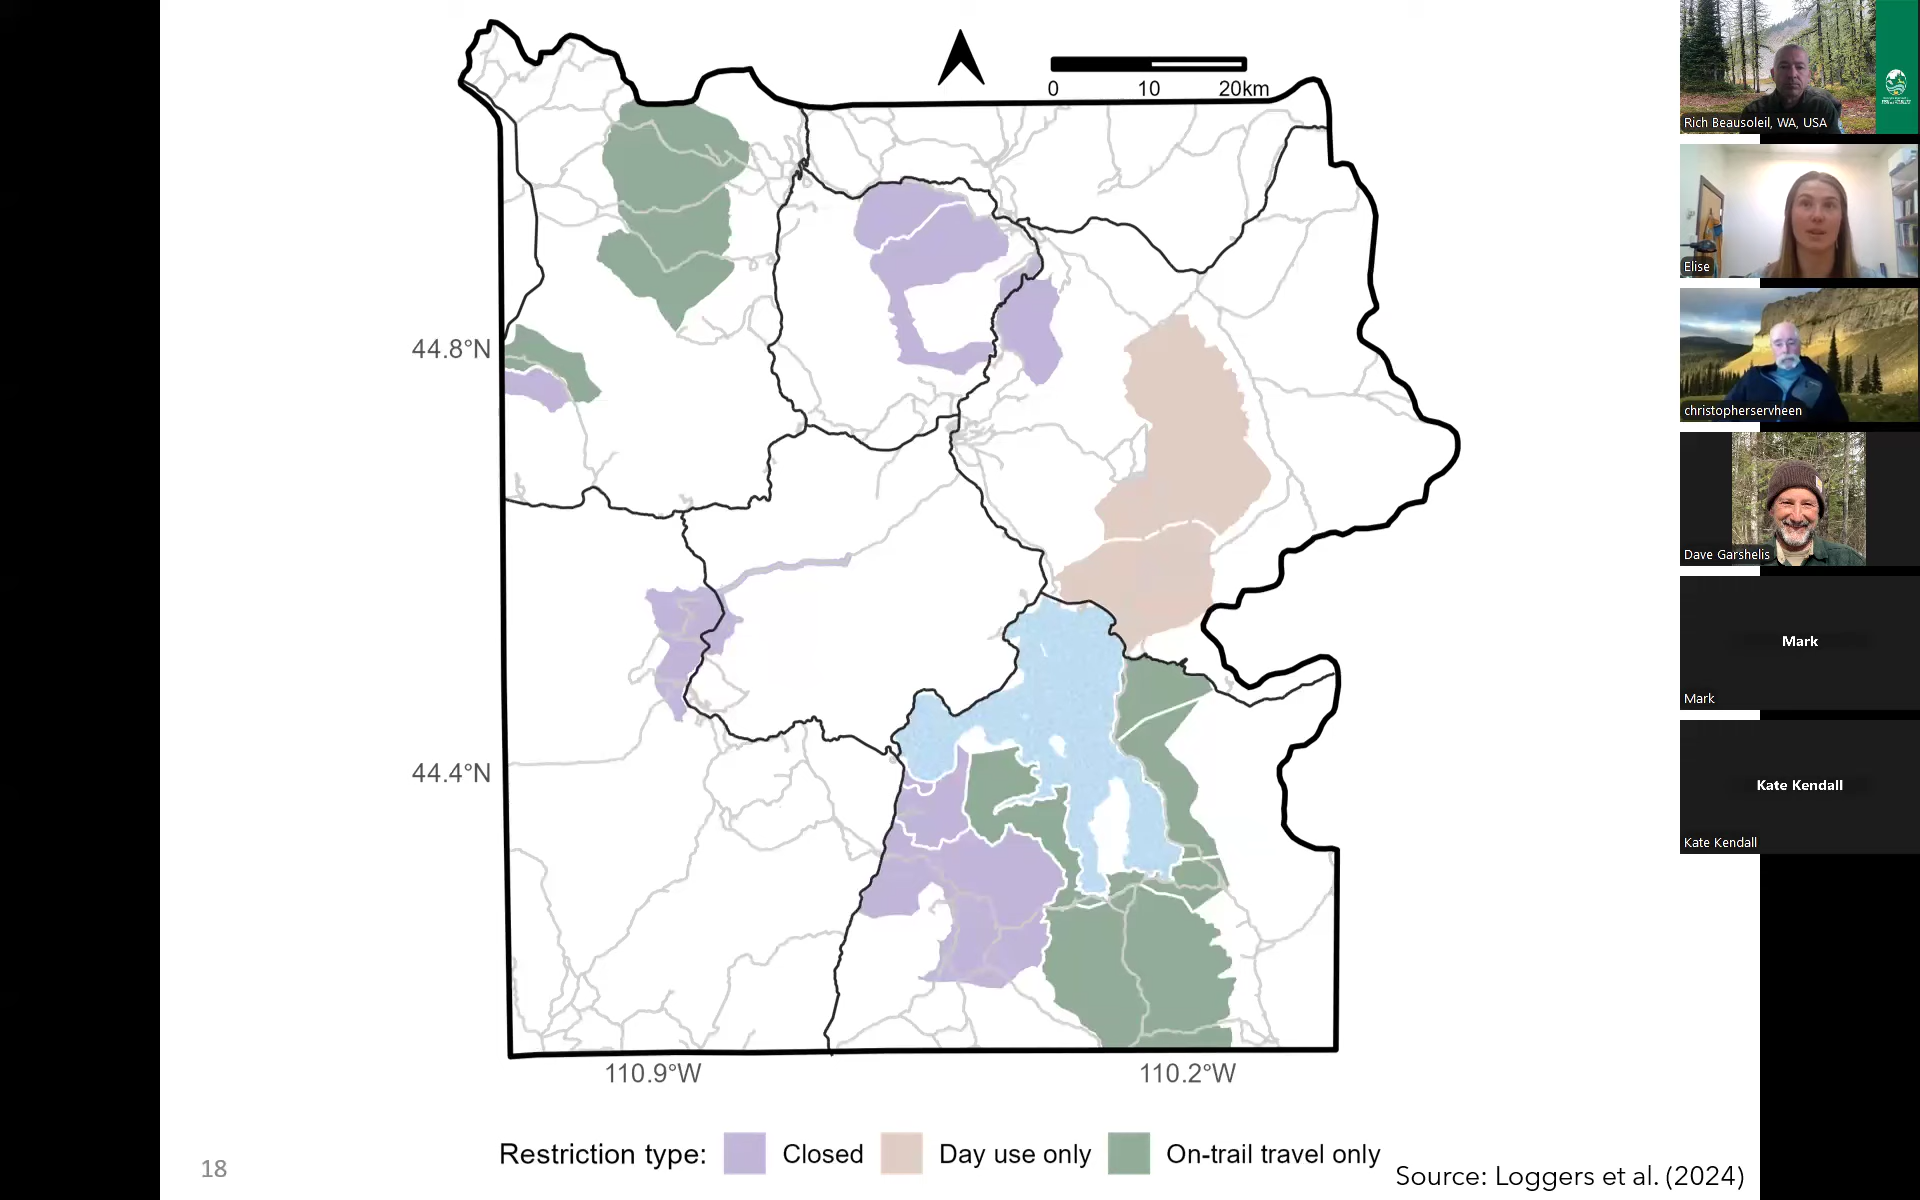 0 10 20km
44.8°N
44.4°N
110.9°W 110.2°W
Restriction type: Closed Day use only On-trail travel only
Source: Loggers et al. (2024)
18
Rich Beausoleil, WA, USA
Elise
christopherservheen
Dave Garshelis
Mark
Mark
Kate Kendall
Kate Kendall